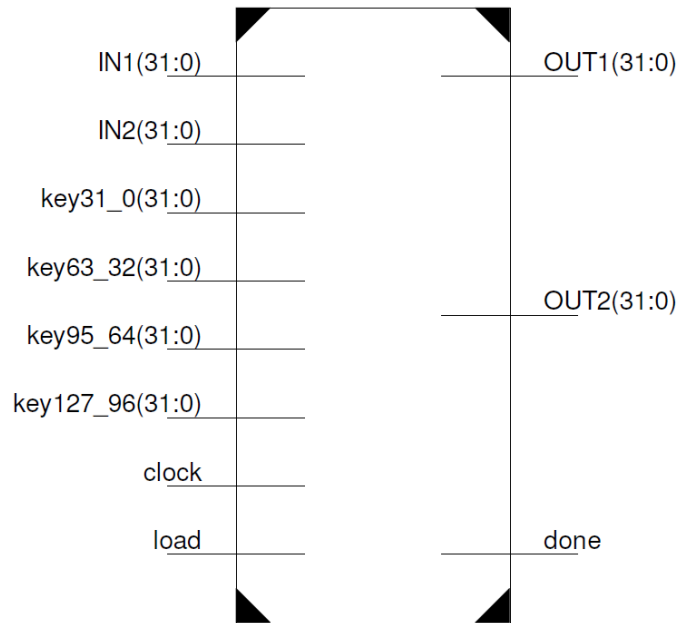 IN1(31:0)
OUT1(31:0)
IN2(31:0)
key31_0(31:0)
key63_32(31:0)
OUT2(31:0)
key95_64(31:0)
key127_96(31:0)
clock
load
done